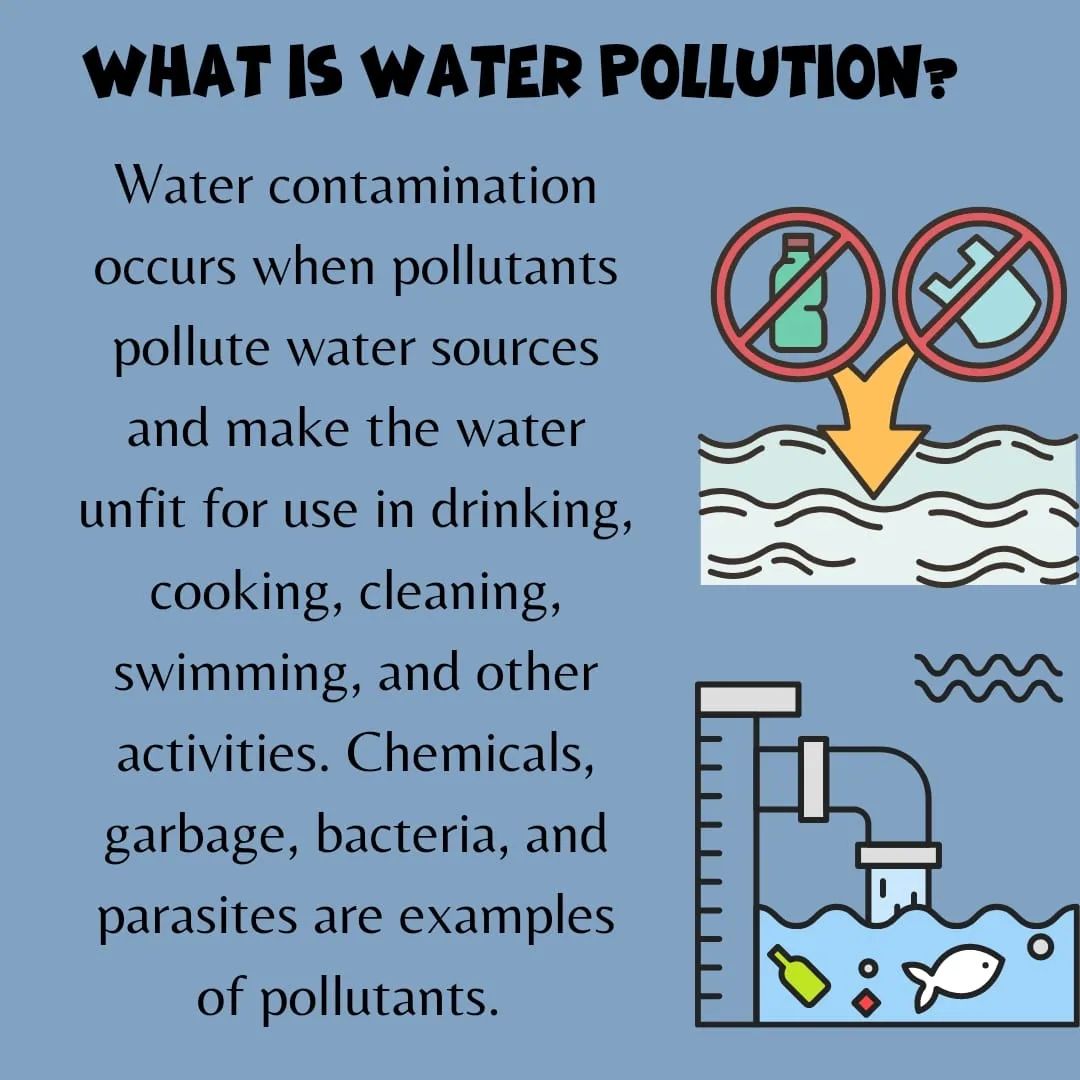 WHAT IS WATER POLLUTION?
Water contamination
occurs when pollutants
pollute water sources
and make the water
unfit for use in drinking,
cooking, cleaning,
swimming, and other
activities. Chemicals,
garbage, bacteria, and
parasites are examples
of pollutants.